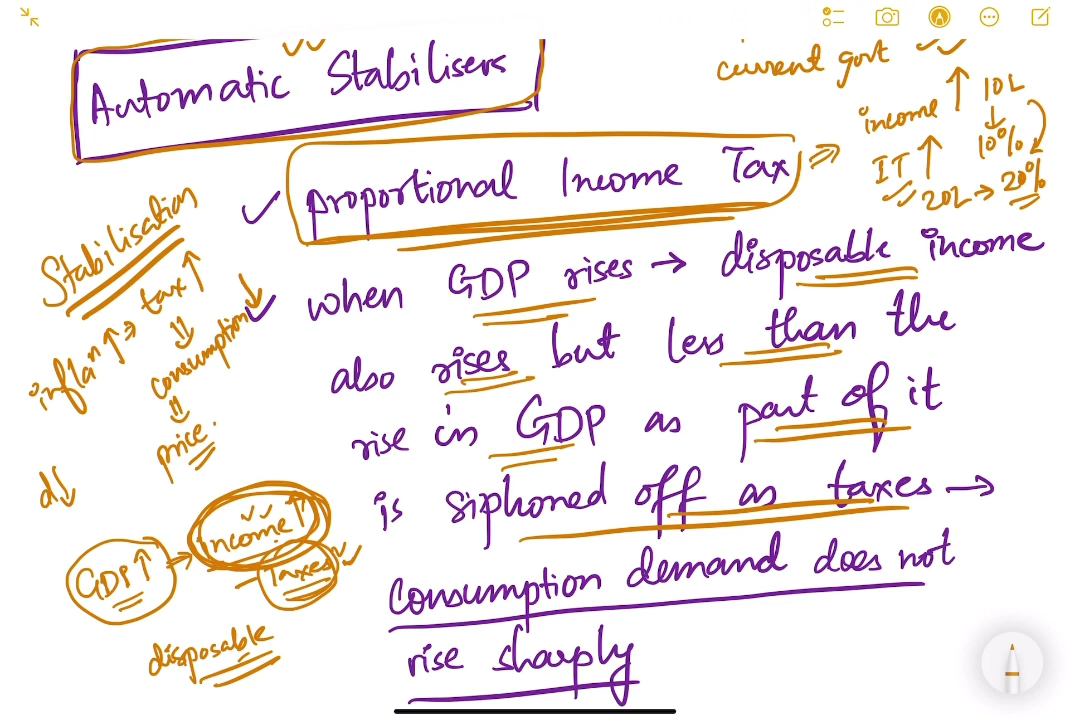 Automatic Stabilisers
current govt
income ↑ 10L
↓
10%
IT ↑
20L → 20%
proportional Income Tax ⇒
Stabilisation
tax ↑
inflaⁿ ↑ ⇒
⇓
consumption ↓
⇓
price.
d↓
when GDP rises → disposable income
also rises but less than the
rise in GDP as part of it
is siphoned off as taxes →
consumption demand does not
rise sharply
GDP ↑ → income ↑
- Taxes
disposable